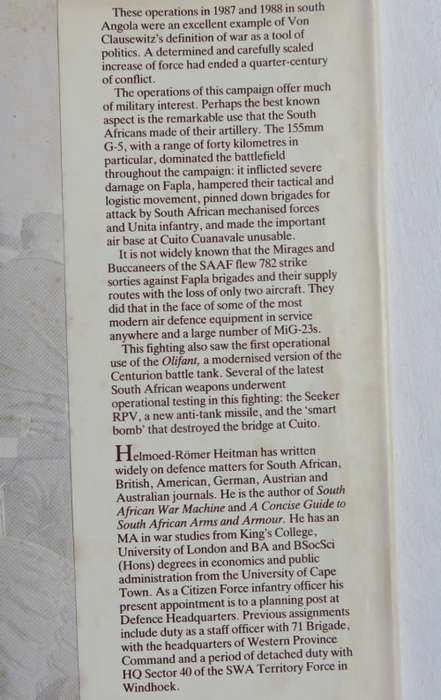 These operations in 1987 and 1988 in south
Angola were an excellent example of Von
Clausewitz's definition of war as a tool of
politics. A determined and carefully scaled
increase of force had ended a quarter-century
of conflict.
The operations of this campaign offer much
of military interest. Perhaps the best known
aspect is the remarkable use that the South
Africans made of their artillery. The 155mm
G-5, with a range of forty kilometres in
particular, dominated the battlefield
throughout the campaign: it inflicted severe
damage on Fapla, hampered their tactical and
logistic movement, pinned down brigades for
attack by South African mechanised forces
and Unita infantry, and made the important
air base at Cuito Cuanavale unusable.
It is not widely known that the Mirages and
Buccaneers of the SAAF flew 782 strike
sorties against Fapla brigades and their supply
routes with the loss of only two aircraft. They
did that in the face of some of the most
modern air defence equipment in service
anywhere and a large number of MiG-23s.
This fighting also saw the first operational
use of the Olifant, a modernised version of the
Centurion battle tank. Several of the latest
South African weapons underwent
operational testing in this fighting: the Seeker
RPV, a new anti-tank missile, and the 'smart
bomb' that destroyed the bridge at Cuito.
Helmoed-Römer Heitman has written
widely on defence matters for South African,
British, American, German, Austrian and
Australian journals. He is the author of South
African War Machine and A Concise Guide to
South African Arms and Armour. He has an
MA in war studies from King's College,
University of London and BA and BSocSci
(Hons) degrees in economics and public
administration from the University of Cape
Town. As a Citizen Force infantry officer his
present appointment is to a planning post at
Defence Headquarters. Previous assignments
include duty as a staff officer with 71 Brigade,
with the headquarters of Western Province
Command and a period of detached duty with
HQ Sector 40 of the SWA Territory Force in
Windhoek.